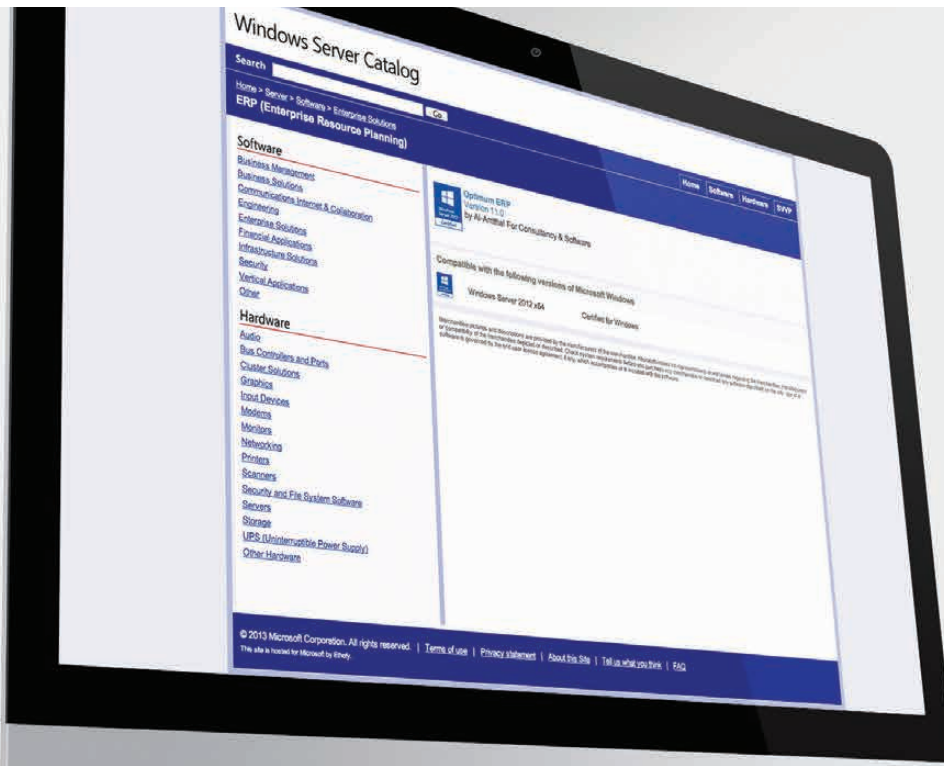 Windows Server Catalog
Search
Go
Home > Server > Software > Enterprise Solutions
ERP (Enterprise Resource Planning)
Home Software Hardware SVVP
Software
Business Management
Business Solutions
Communications Internet & Collaboration
Engineering
Enterprise Solutions
Financial Applications
Infrastructure Solutions
Security
Vertical Applications
Other
Hardware
Audio
Bus Controllers and Ports
Cluster Solutions
Graphics
Input Devices
Modems
Monitors
Networking
Printers
Scanners
Security and File System Software
Servers
Storage
UPS (Uninterruptible Power Supply)
Other Hardware
Optimum ERP
Version 11.0
by Al-Anthal For Consultancy & Software
Compatible with the following versions of Microsoft Windows
Windows Server 2012 x64 Certified for Windows
© 2013 Microsoft Corporation. All rights reserved. | Terms of use | Privacy statement | About this Site | Tell us what you think | FAQ
This site is hosted for Microsoft by